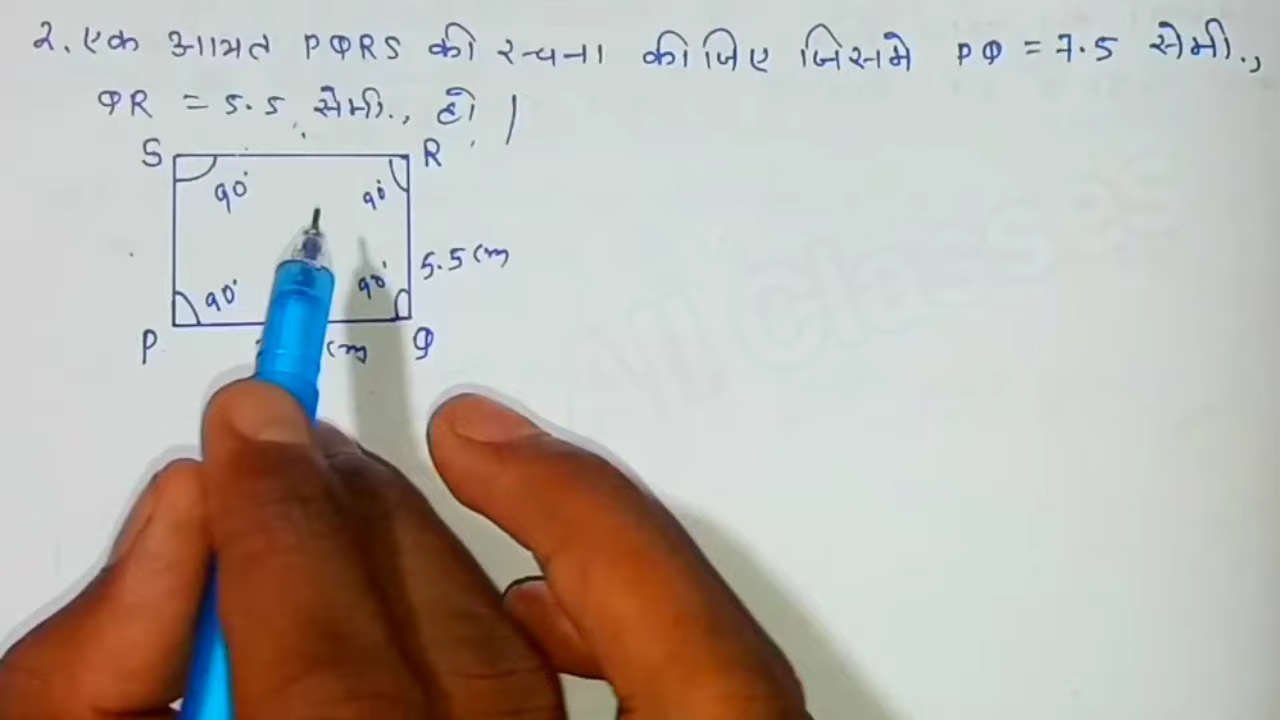 2. एक आयत PQRS की रचना कीजिए जिसमे PQ = 7.5 सेमी.,
QR = 5.5 सेमी., हो |
S R
90° 90°
5.5 cm
90° 90°
P cm Q